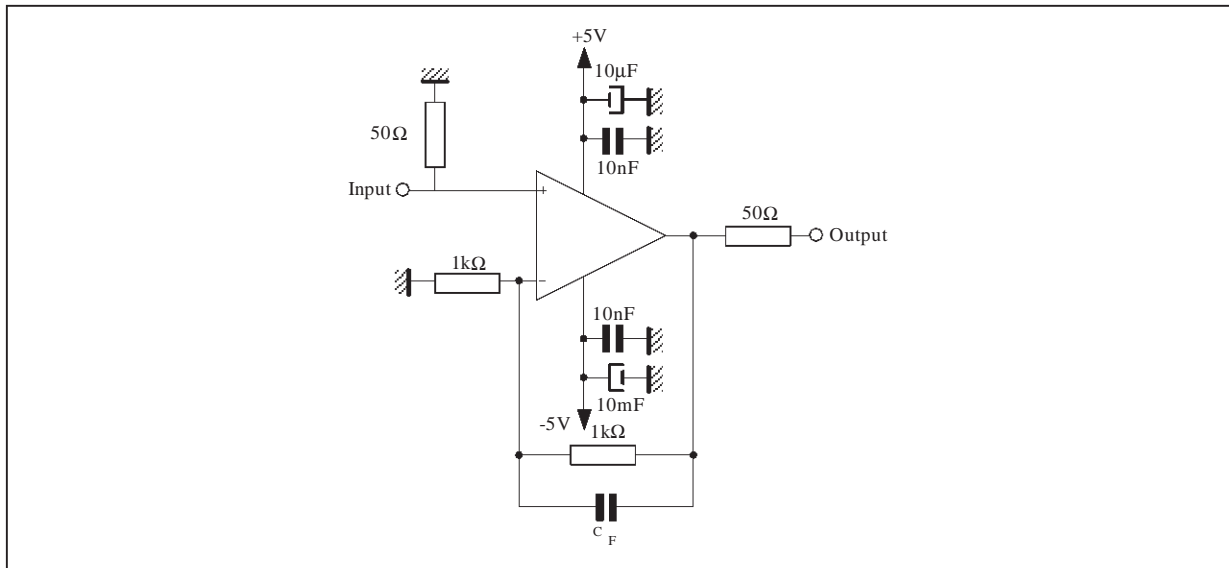 +5V
10µF
50Ω
10nF
Input
+
50Ω
Output
1kΩ
−
10nF
10mF
-5V
1kΩ
C F